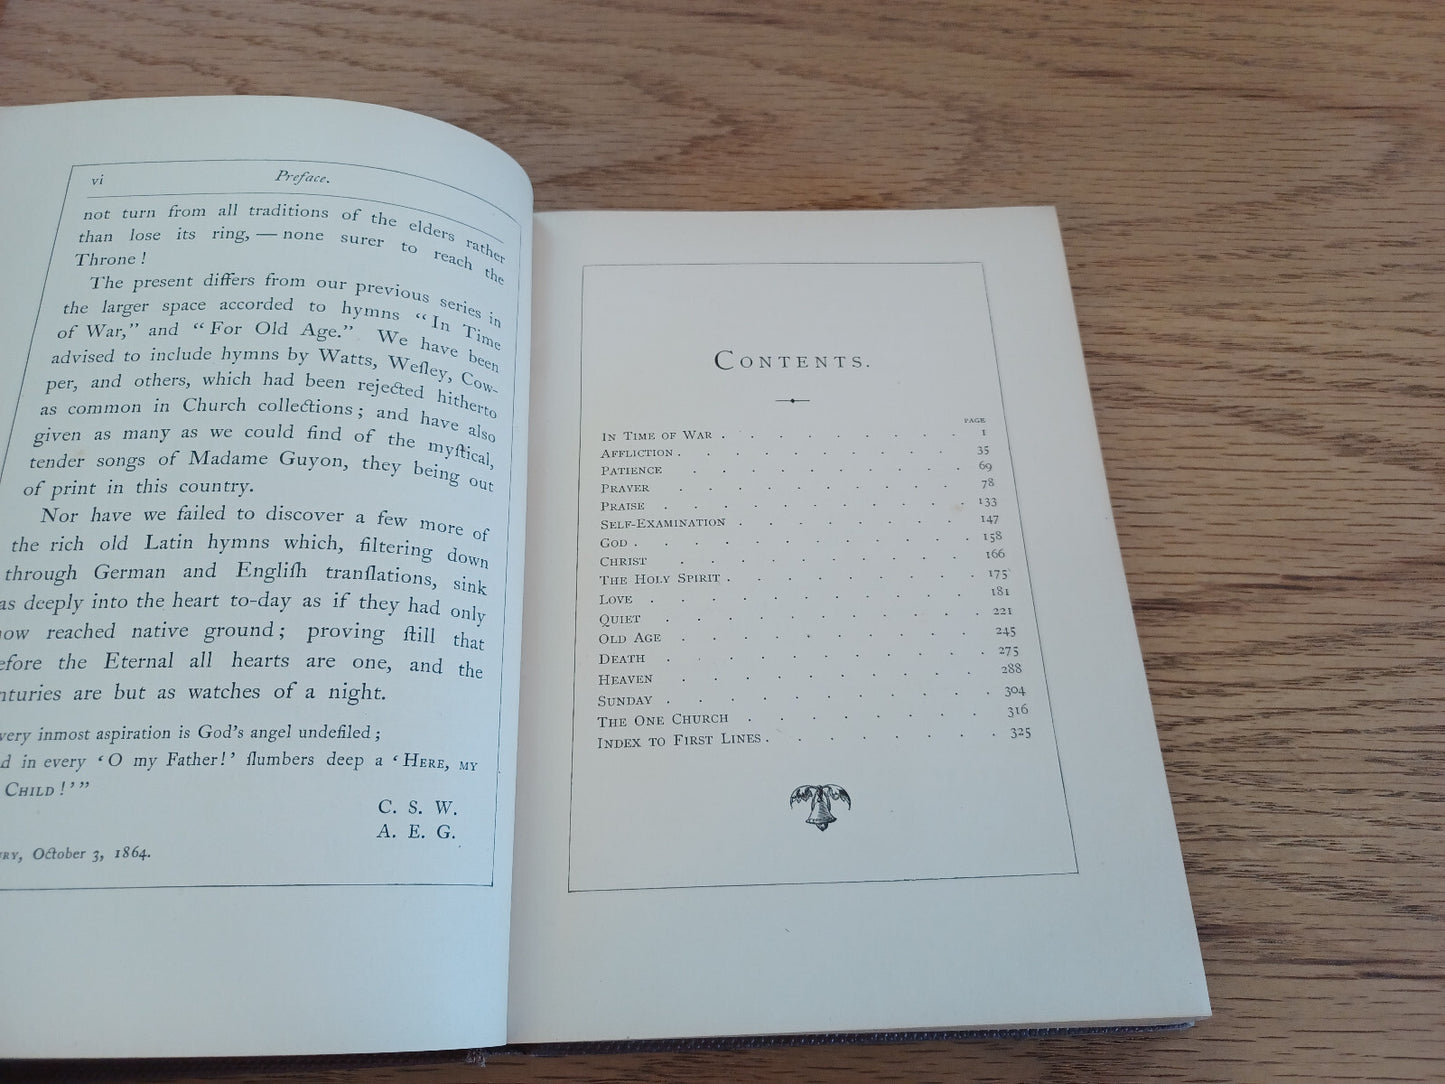 vi Preface.
not turn from all traditions of the elders rather
than lose its ring, — none surer to reach the
Throne!
The present differs from our previous series in
the larger space accorded to hymns “In Time
of War,” and “For Old Age.” We have been
advised to include hymns by Watts, Weſley, Cow-
per, and others, which had been rejected hitherto
as common in Church collections; and have also
given as many as we could find of the myſtical,
tender songs of Madame Guyon, they being out
of print in this country.
Nor have we failed to discover a few more of
the rich old Latin hymns which, filtering down
through German and Engliſh tranſlations, sink
as deeply into the heart to-day as if they had only
now reached native ground; proving ſtill that
before the Eternal all hearts are one, and the
centuries are but as watches of a night.
every inmost aspiration is God's angel undefiled;
in every ‘O my Father!’ ſlumbers deep a ‘Here, my
Child!’”
C. S. W.
A. E. G.
October 3, 1864.
Contents.
PAGE
In Time of War . . . . . . . . . . 1
Affliction . . . . . . . . . . 35
Patience . . . . . . . . . . 69
Prayer . . . . . . . . . . 78
Praise . . . . . . . . . . 133
Self-Examination . . . . . . . . . 147
God . . . . . . . . . . . 158
Christ . . . . . . . . . . 166
The Holy Spirit . . . . . . . . . 175
Love . . . . . . . . . . 181
Quiet . . . . . . . . . . 221
Old Age . . . . . . . . . 245
Death . . . . . . . . . . 275
Heaven . . . . . . . . . 288
Sunday . . . . . . . . . . 304
The One Church . . . . . . . . 316
Index to First Lines . . . . . . . 325